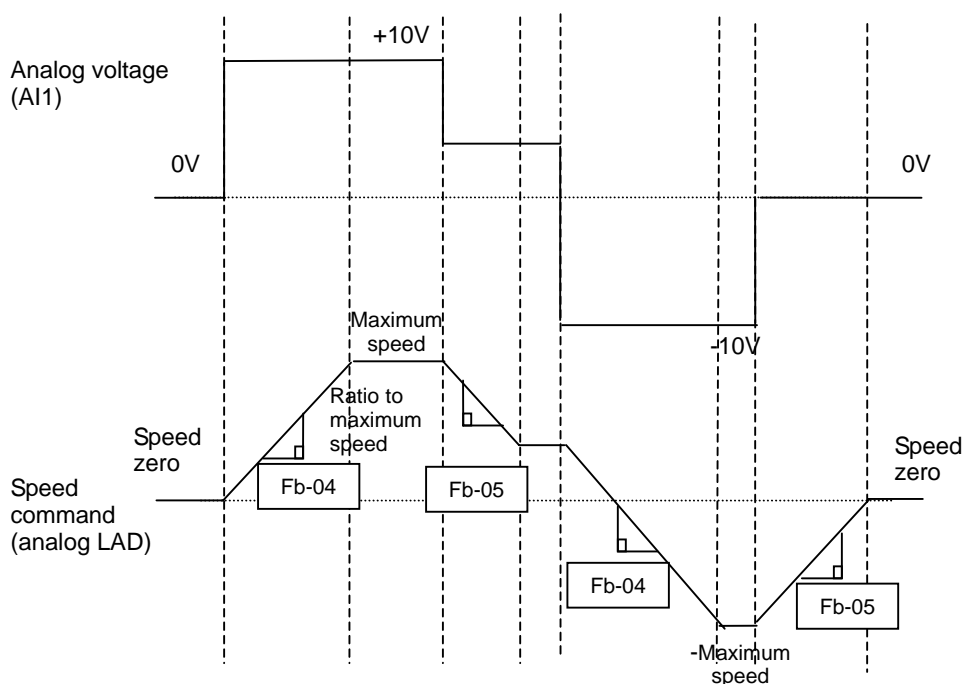 +10V
Analog voltage
(AI1)
0V
0V
-10V
Maximum
speed
Ratio to
maximum
speed
Speed
zero
Speed
zero
Fb-04
Fb-05
Speed
command
(analog LAD)
Fb-04
Fb-05
-Maximum
speed